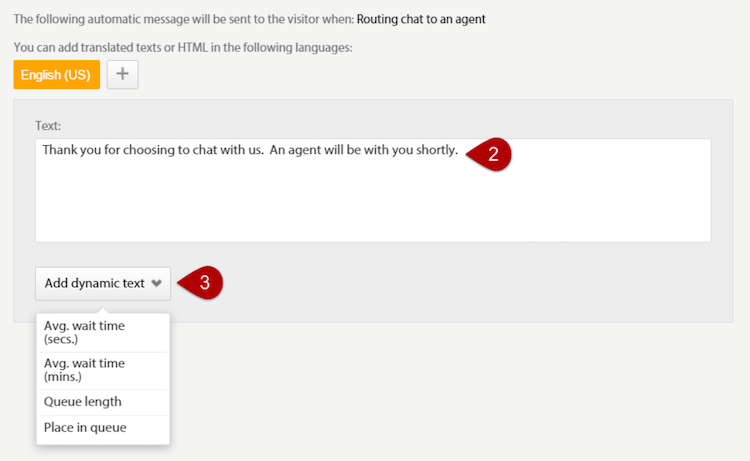 The following automatic message will be sent to the visitor when: Routing chat to an agent
You can add translated texts or HTML in the following languages:
English (US)
+
Text:
Thank you for choosing to chat with us.  An agent will be with you shortly.
2
Add dynamic text
3
Avg. wait time
(secs.)
Avg. wait time
(mins.)
Queue length
Place in queue